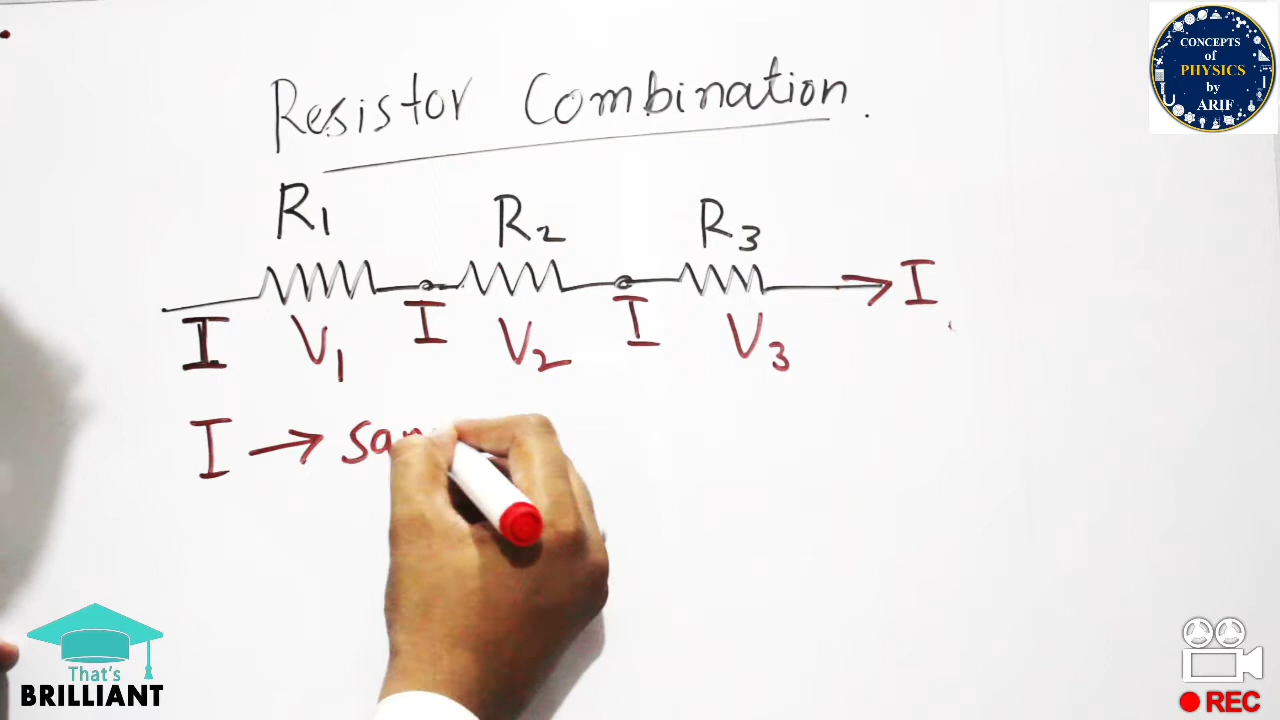 CONCEPTS
of
PHYSICS
by
ARIF
Resistor Combination.
R1 R2 R3
I V1 I V2 I V3 I
I → sa
That's
BRILLIANT
REC